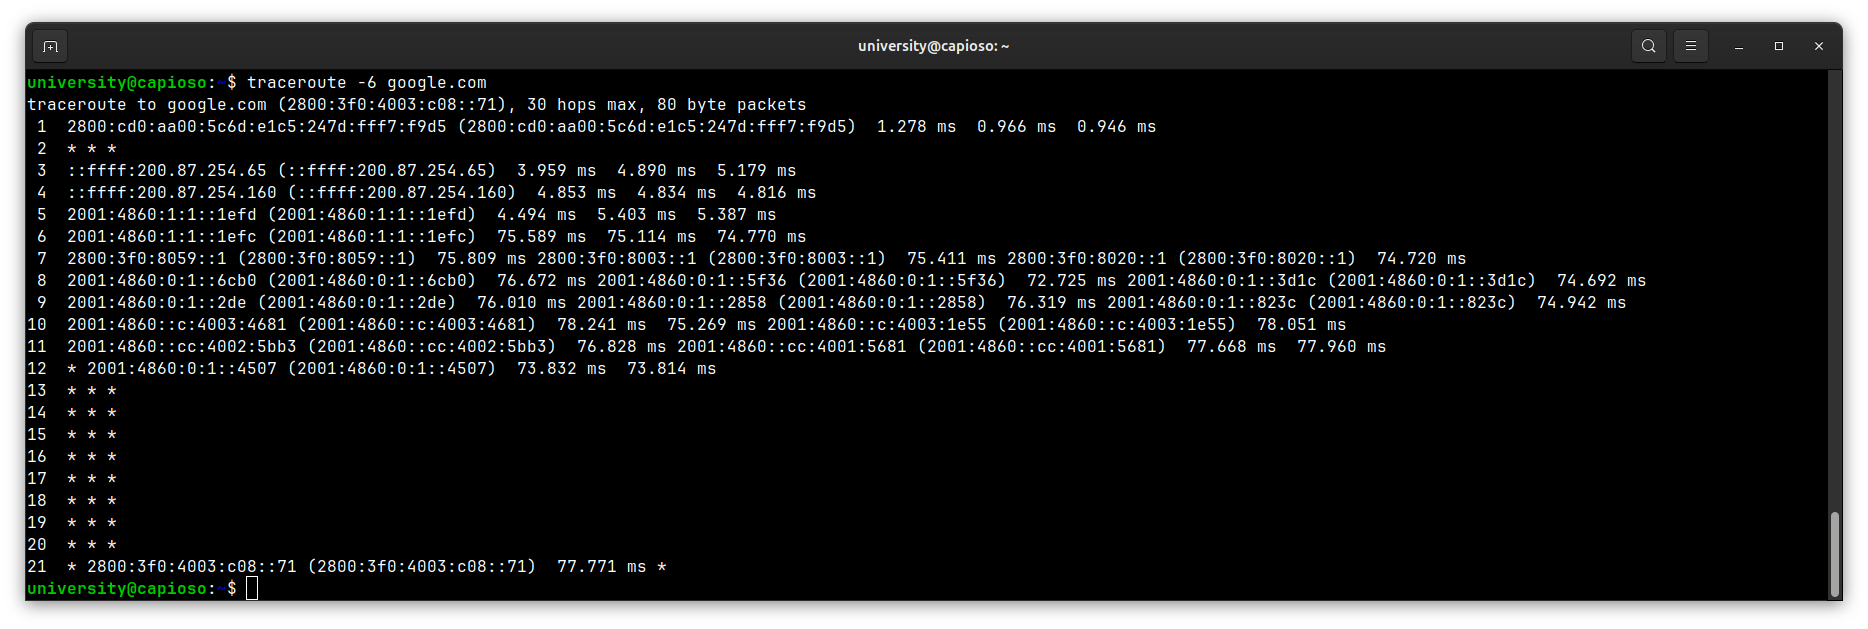 university@capioso: ~
university@capioso:~$ traceroute -6 google.com
traceroute to google.com (2800:3f0:4003:c08::71), 30 hops max, 80 byte packets
 1  2800:cd0:aa00:5c6d:e1c5:247d:fff7:f9d5 (2800:cd0:aa00:5c6d:e1c5:247d:fff7:f9d5)  1.278 ms  0.966 ms  0.946 ms
 2  * * *
 3  ::ffff:200.87.254.65 (::ffff:200.87.254.65)  3.959 ms  4.890 ms  5.179 ms
 4  ::ffff:200.87.254.160 (::ffff:200.87.254.160)  4.853 ms  4.834 ms  4.816 ms
 5  2001:4860:1:1::1efd (2001:4860:1:1::1efd)  4.494 ms  5.403 ms  5.387 ms
 6  2001:4860:1:1::1efc (2001:4860:1:1::1efc)  75.589 ms  75.114 ms  74.770 ms
 7  2800:3f0:8059::1 (2800:3f0:8059::1)  75.809 ms 2800:3f0:8003::1 (2800:3f0:8003::1)  75.411 ms 2800:3f0:8020::1 (2800:3f0:8020::1)  74.720 ms
 8  2001:4860:0:1::6cb0 (2001:4860:0:1::6cb0)  76.672 ms 2001:4860:0:1::5f36 (2001:4860:0:1::5f36)  72.725 ms 2001:4860:0:1::3d1c (2001:4860:0:1::3d1c)  74.692 ms
 9  2001:4860:0:1::2de (2001:4860:0:1::2de)  76.010 ms 2001:4860:0:1::2858 (2001:4860:0:1::2858)  76.319 ms 2001:4860:0:1::823c (2001:4860:0:1::823c)  74.942 ms
10  2001:4860::c:4003:4681 (2001:4860::c:4003:4681)  78.241 ms  75.269 ms 2001:4860::c:4003:1e55 (2001:4860::c:4003:1e55)  78.051 ms
11  2001:4860::cc:4002:5bb3 (2001:4860::cc:4002:5bb3)  76.828 ms 2001:4860::cc:4001:5681 (2001:4860::cc:4001:5681)  77.668 ms  77.960 ms
12  * 2001:4860:0:1::4507 (2001:4860:0:1::4507)  73.832 ms  73.814 ms
13  * * *
14  * * *
15  * * *
16  * * *
17  * * *
18  * * *
19  * * *
20  * * *
21  * 2800:3f0:4003:c08::71 (2800:3f0:4003:c08::71)  77.771 ms *
university@capioso:~$